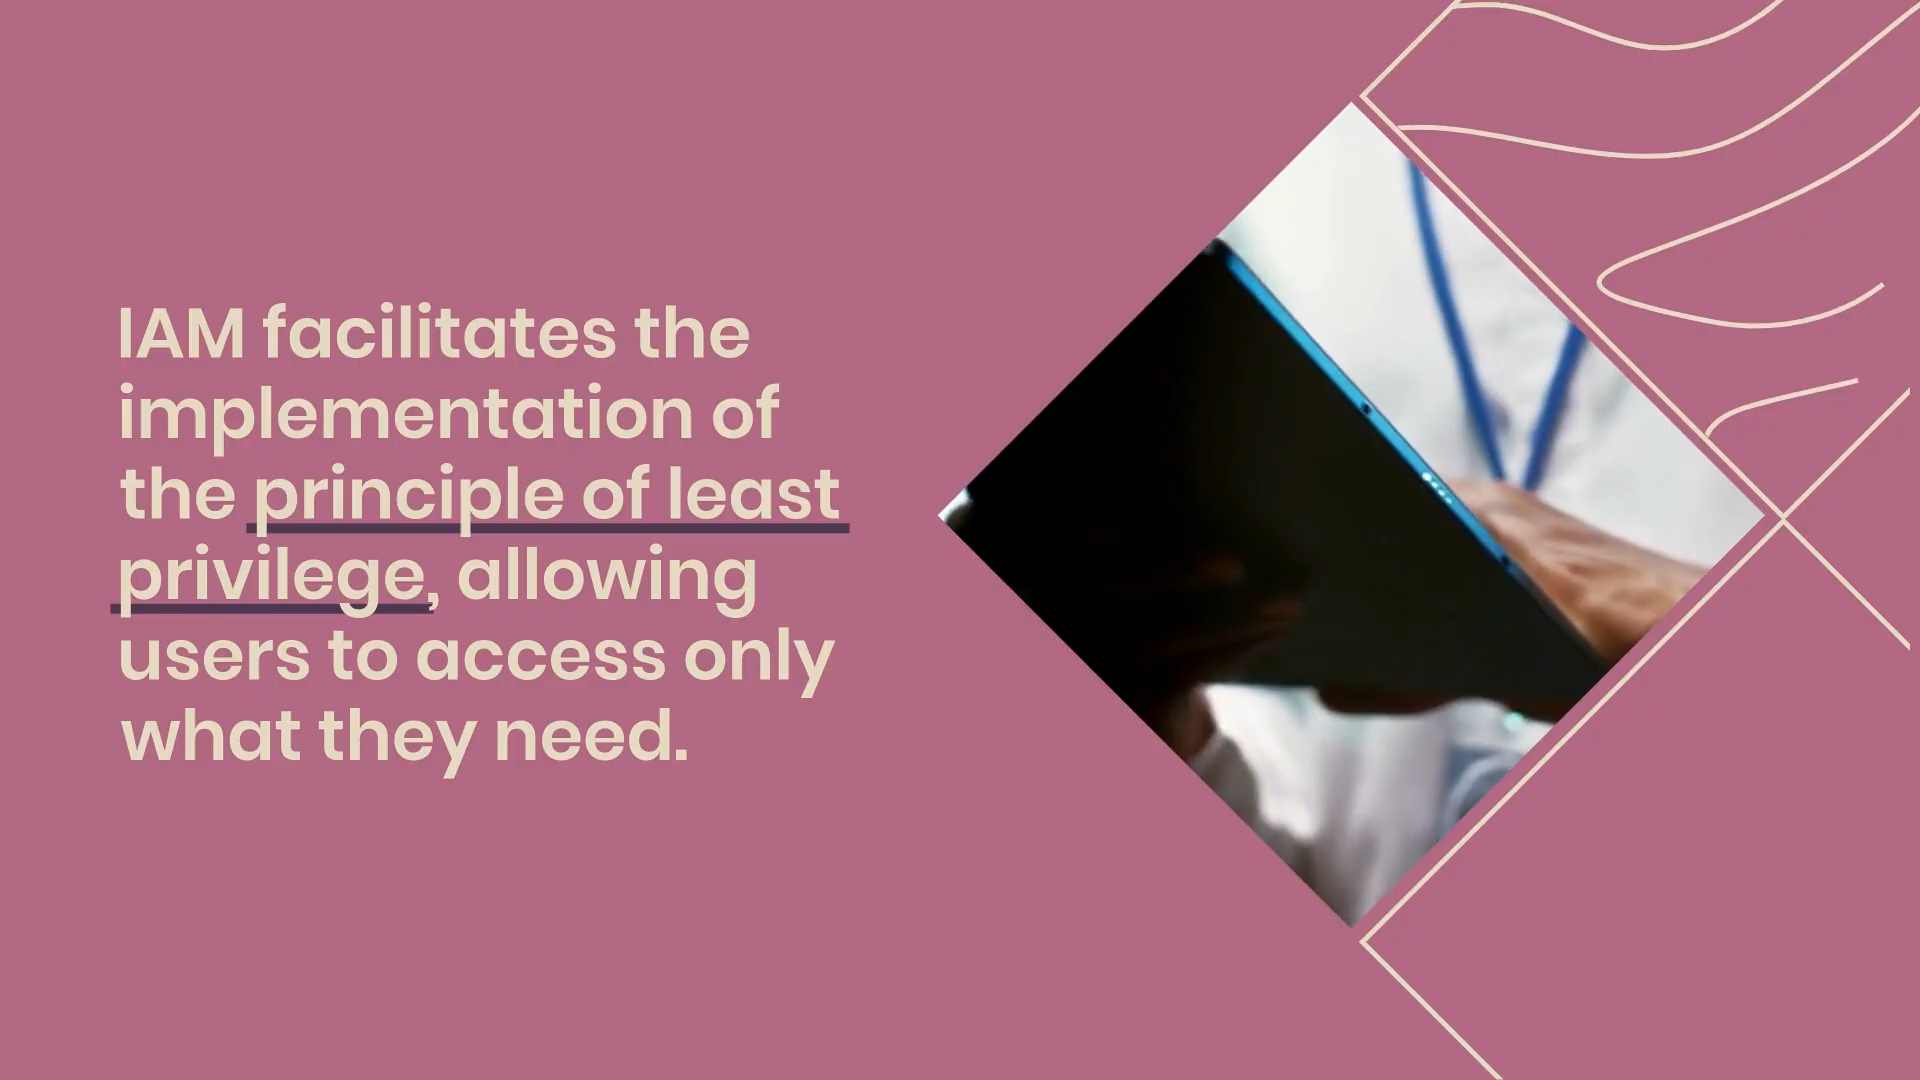 IAM facilitates the
implementation of
the principle of least
privilege, allowing
users to access only
what they need.